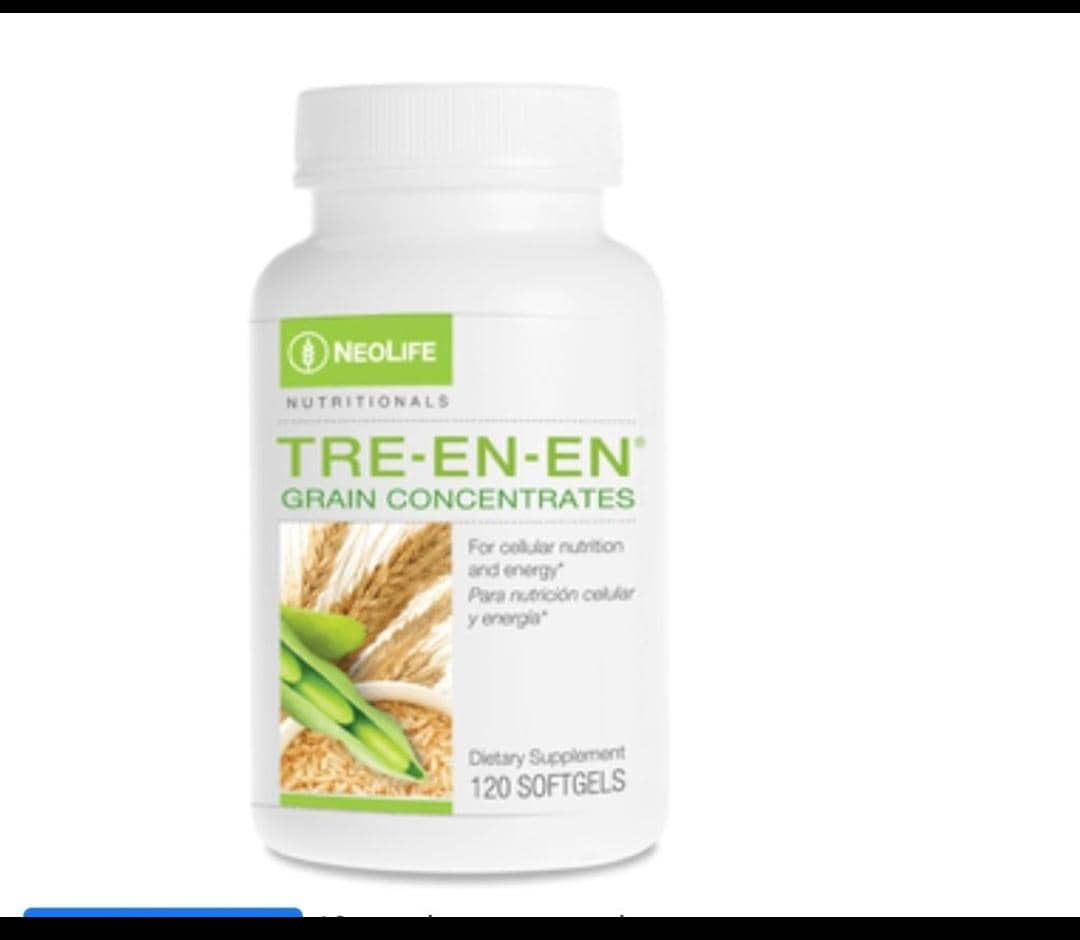 NEOLIFE
NUTRITIONALS
TRE-EN-EN®
GRAIN CONCENTRATES
For cellular nutrition
and energy*
Para nutrición celular
y energía*
Dietary Supplement
120 SOFTGELS